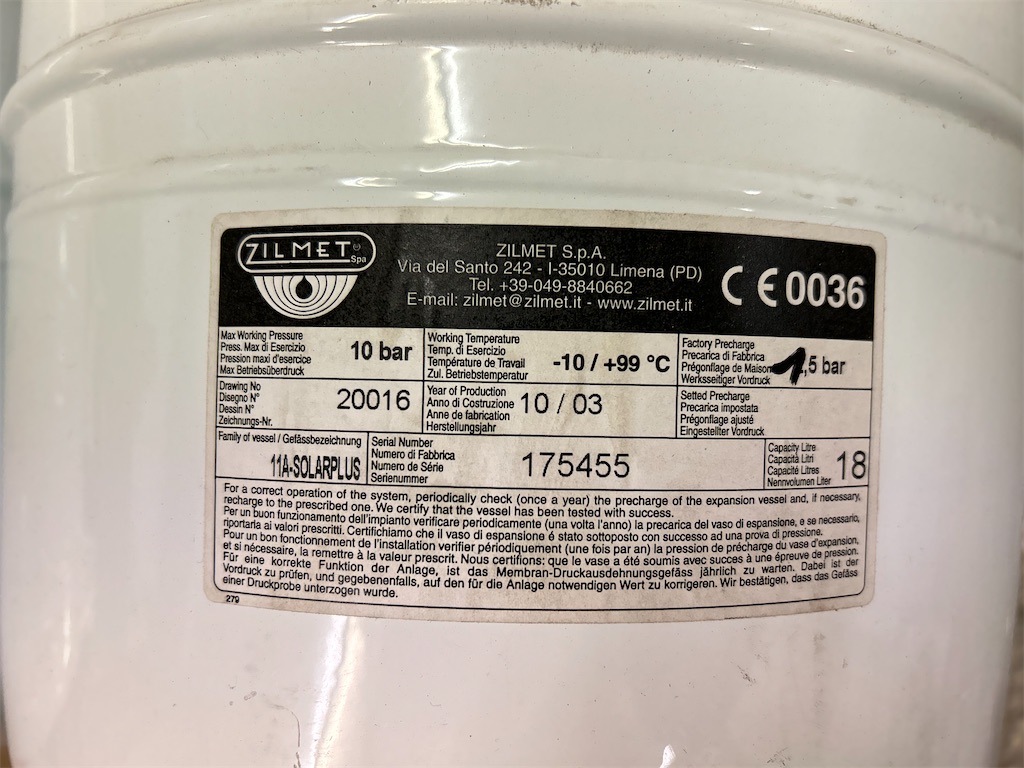 ZILMET® Spa
ZILMET S.p.A.
Via del Santo 242 - I-35010 Limena (PD)
Tel. +39-049-8840662
E-mail: zilmet@zilmet.it - www.zilmet.it
CE 0036
Max Working Pressure
Press. Max di Esercizio
Pression maxi d'esercice
Max Betriebsüberdruck
10 bar
Working Temperature
Temp. di Esercizio
Température de Travail
Zul. Betriebstemperatur
-10 / +99 °C
Factory Precharge
Precarica di Fabbrica
Prégonflage de Maison
Werksseitiger Vordruck
1,5 bar
Drawing No
Disegno N°
Dessin N°
Zeichnungs-Nr.
20016
Year of Production
Anno di Costruzione
Anne de fabrication
Herstellungsjahr
10 / 03
Setted Precharge
Precarica impostata
Prégonflage ajusté
Eingestellter Vordruck
Family of vessel / Gefässbezeichnung
11A-SOLARPLUS
Serial Number
Numero di Fabbrica
Numero de Série
Serienummer
175455
Capacity Litre
Capacità Litri
Capacité Litres
Nennvolumen Liter
18
For a correct operation of the system, periodically check (once a year) the precharge of the expansion vessel and, if necessary,
recharge to the prescribed one. We certify that the vessel has been tested with success.
Per un buon funzionamento dell'impianto verificare periodicamente (una volta l'anno) la precarica del vaso di espansione, e se necessario,
riportarla ai valori prescritti. Certifichiamo che il vaso di espansione é stato sottoposto con successo ad una prova di pressione.
Pour un bon fonctionnement de l'installation verifier périodiquement (une fois par an) la pression de précharge du vase d'expansion,
et si nécessaire, la remettre à la valeur prescrit. Nous certifions: que le vase a été soumis avec succes à une épreuve de pression.
Für eine korrekte Funktion der Anlage, ist das Membran-Druckausdehnungsgefäss jährlich zu warten. Dabei ist der
Vordruck zu prüfen, und gegebenenfalls, auf den für die Anlage notwendigen Wert zu korrigeren. Wir bestätigen, dass das Gefäss
einer Druckprobe unterzogen wurde.
279